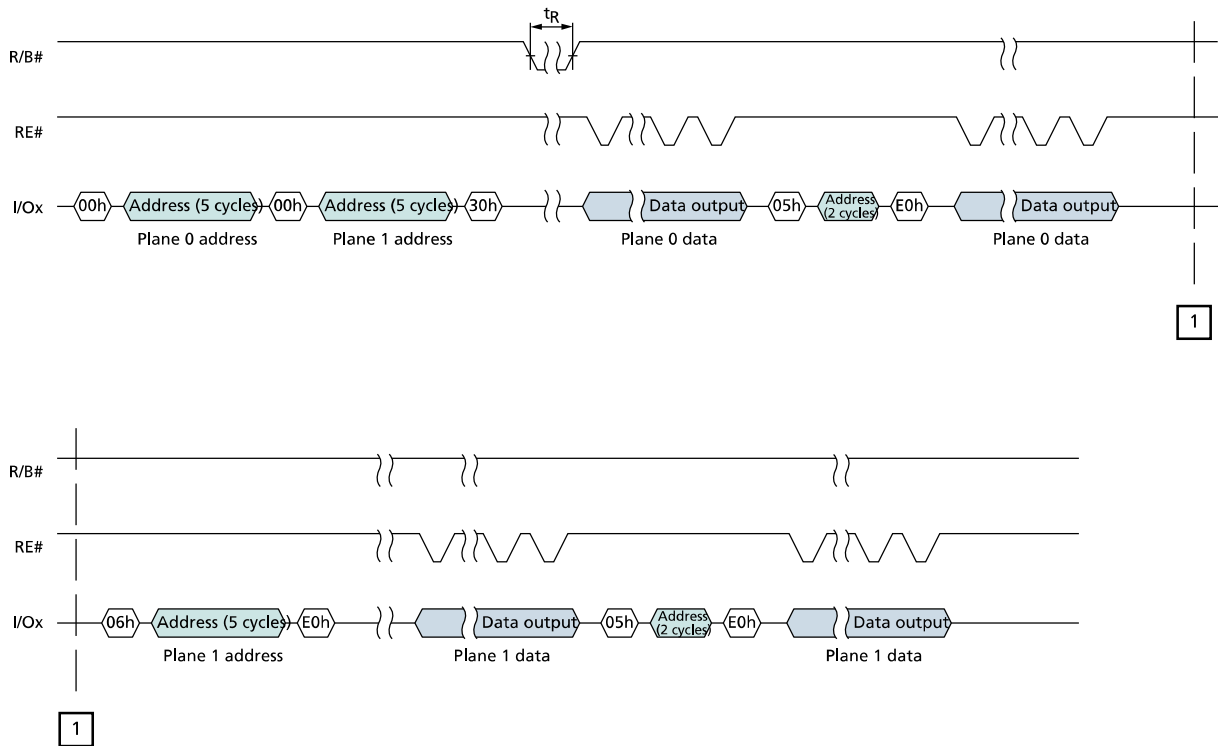 tR
R/B#
RE#
I/Ox 00h Address (5 cycles) 00h Address (5 cycles) 30h Data output 05h Address (2 cycles) E0h Data output
Plane 0 address Plane 1 address Plane 0 data Plane 0 data
1
R/B#
RE#
I/Ox 06h Address (5 cycles) E0h Data output 05h Address (2 cycles) E0h Data output
Plane 1 address Plane 1 data Plane 1 data
1